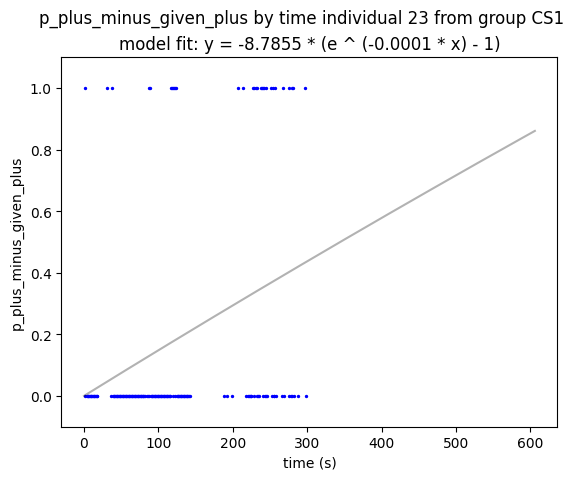 p_plus_minus_given_plus by time individual 23 from group CS1
model fit: y = -8.7855 * (e ^ (-0.0001 * x) - 1)
1.0
0.8
0.6
0.4
0.2
0.0
p_plus_minus_given_plus
0 100 200 300 400 500 600
time (s)